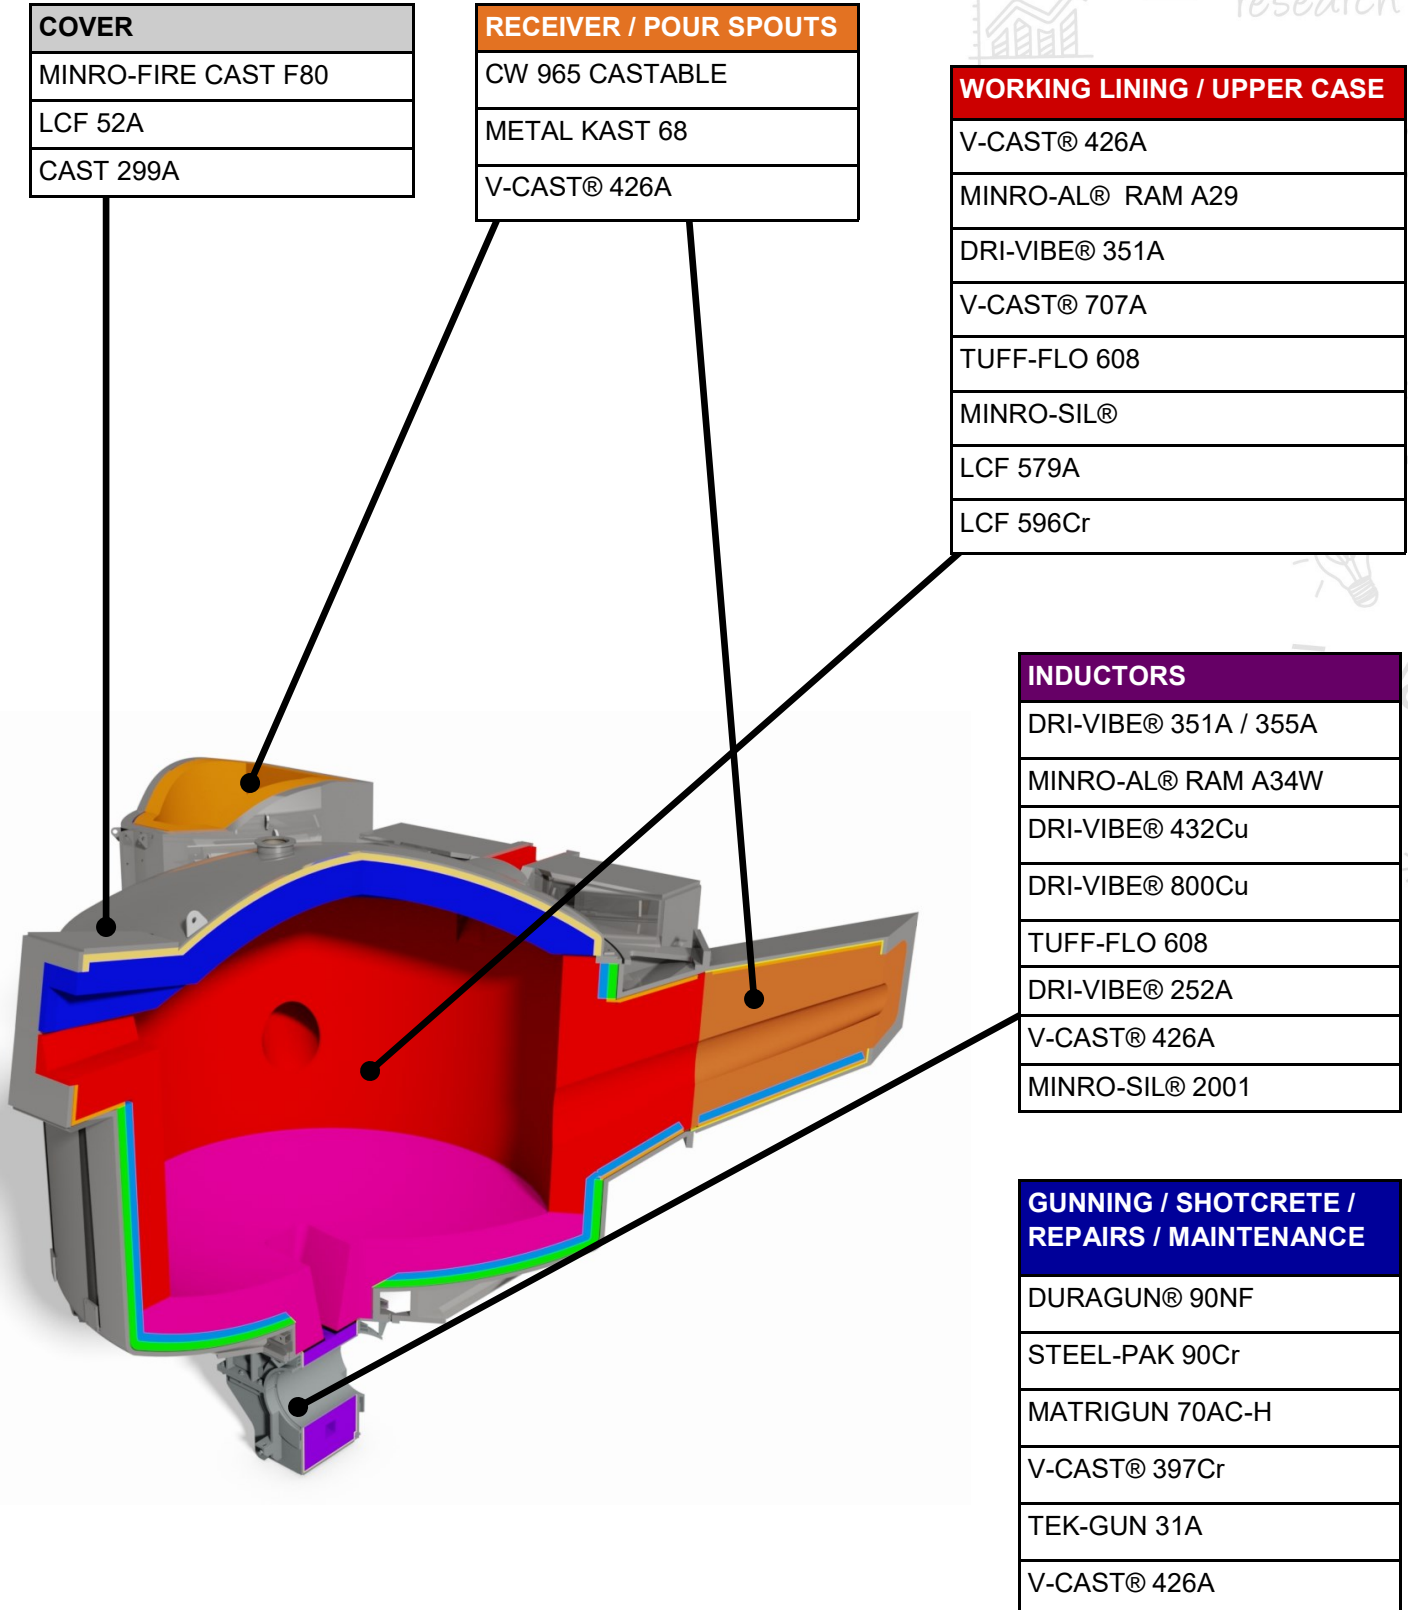 research
COVER
MINRO-FIRE CAST F80
LCF 52A
CAST 299A
RECEIVER / POUR SPOUTS
CW 965 CASTABLE
METAL KAST 68
V-CAST® 426A
WORKING LINING / UPPER CASE
V-CAST® 426A
MINRO-AL® RAM A29
DRI-VIBE® 351A
V-CAST® 707A
TUFF-FLO 608
MINRO-SIL®
LCF 579A
LCF 596Cr
INDUCTORS
DRI-VIBE® 351A / 355A
MINRO-AL® RAM A34W
DRI-VIBE® 432Cu
DRI-VIBE® 800Cu
TUFF-FLO 608
DRI-VIBE® 252A
V-CAST® 426A
MINRO-SIL® 2001
GUNNING / SHOTCRETE /
REPAIRS / MAINTENANCE
DURAGUN® 90NF
STEEL-PAK 90Cr
MATRIGUN 70AC-H
V-CAST® 397Cr
TEK-GUN 31A
V-CAST® 426A